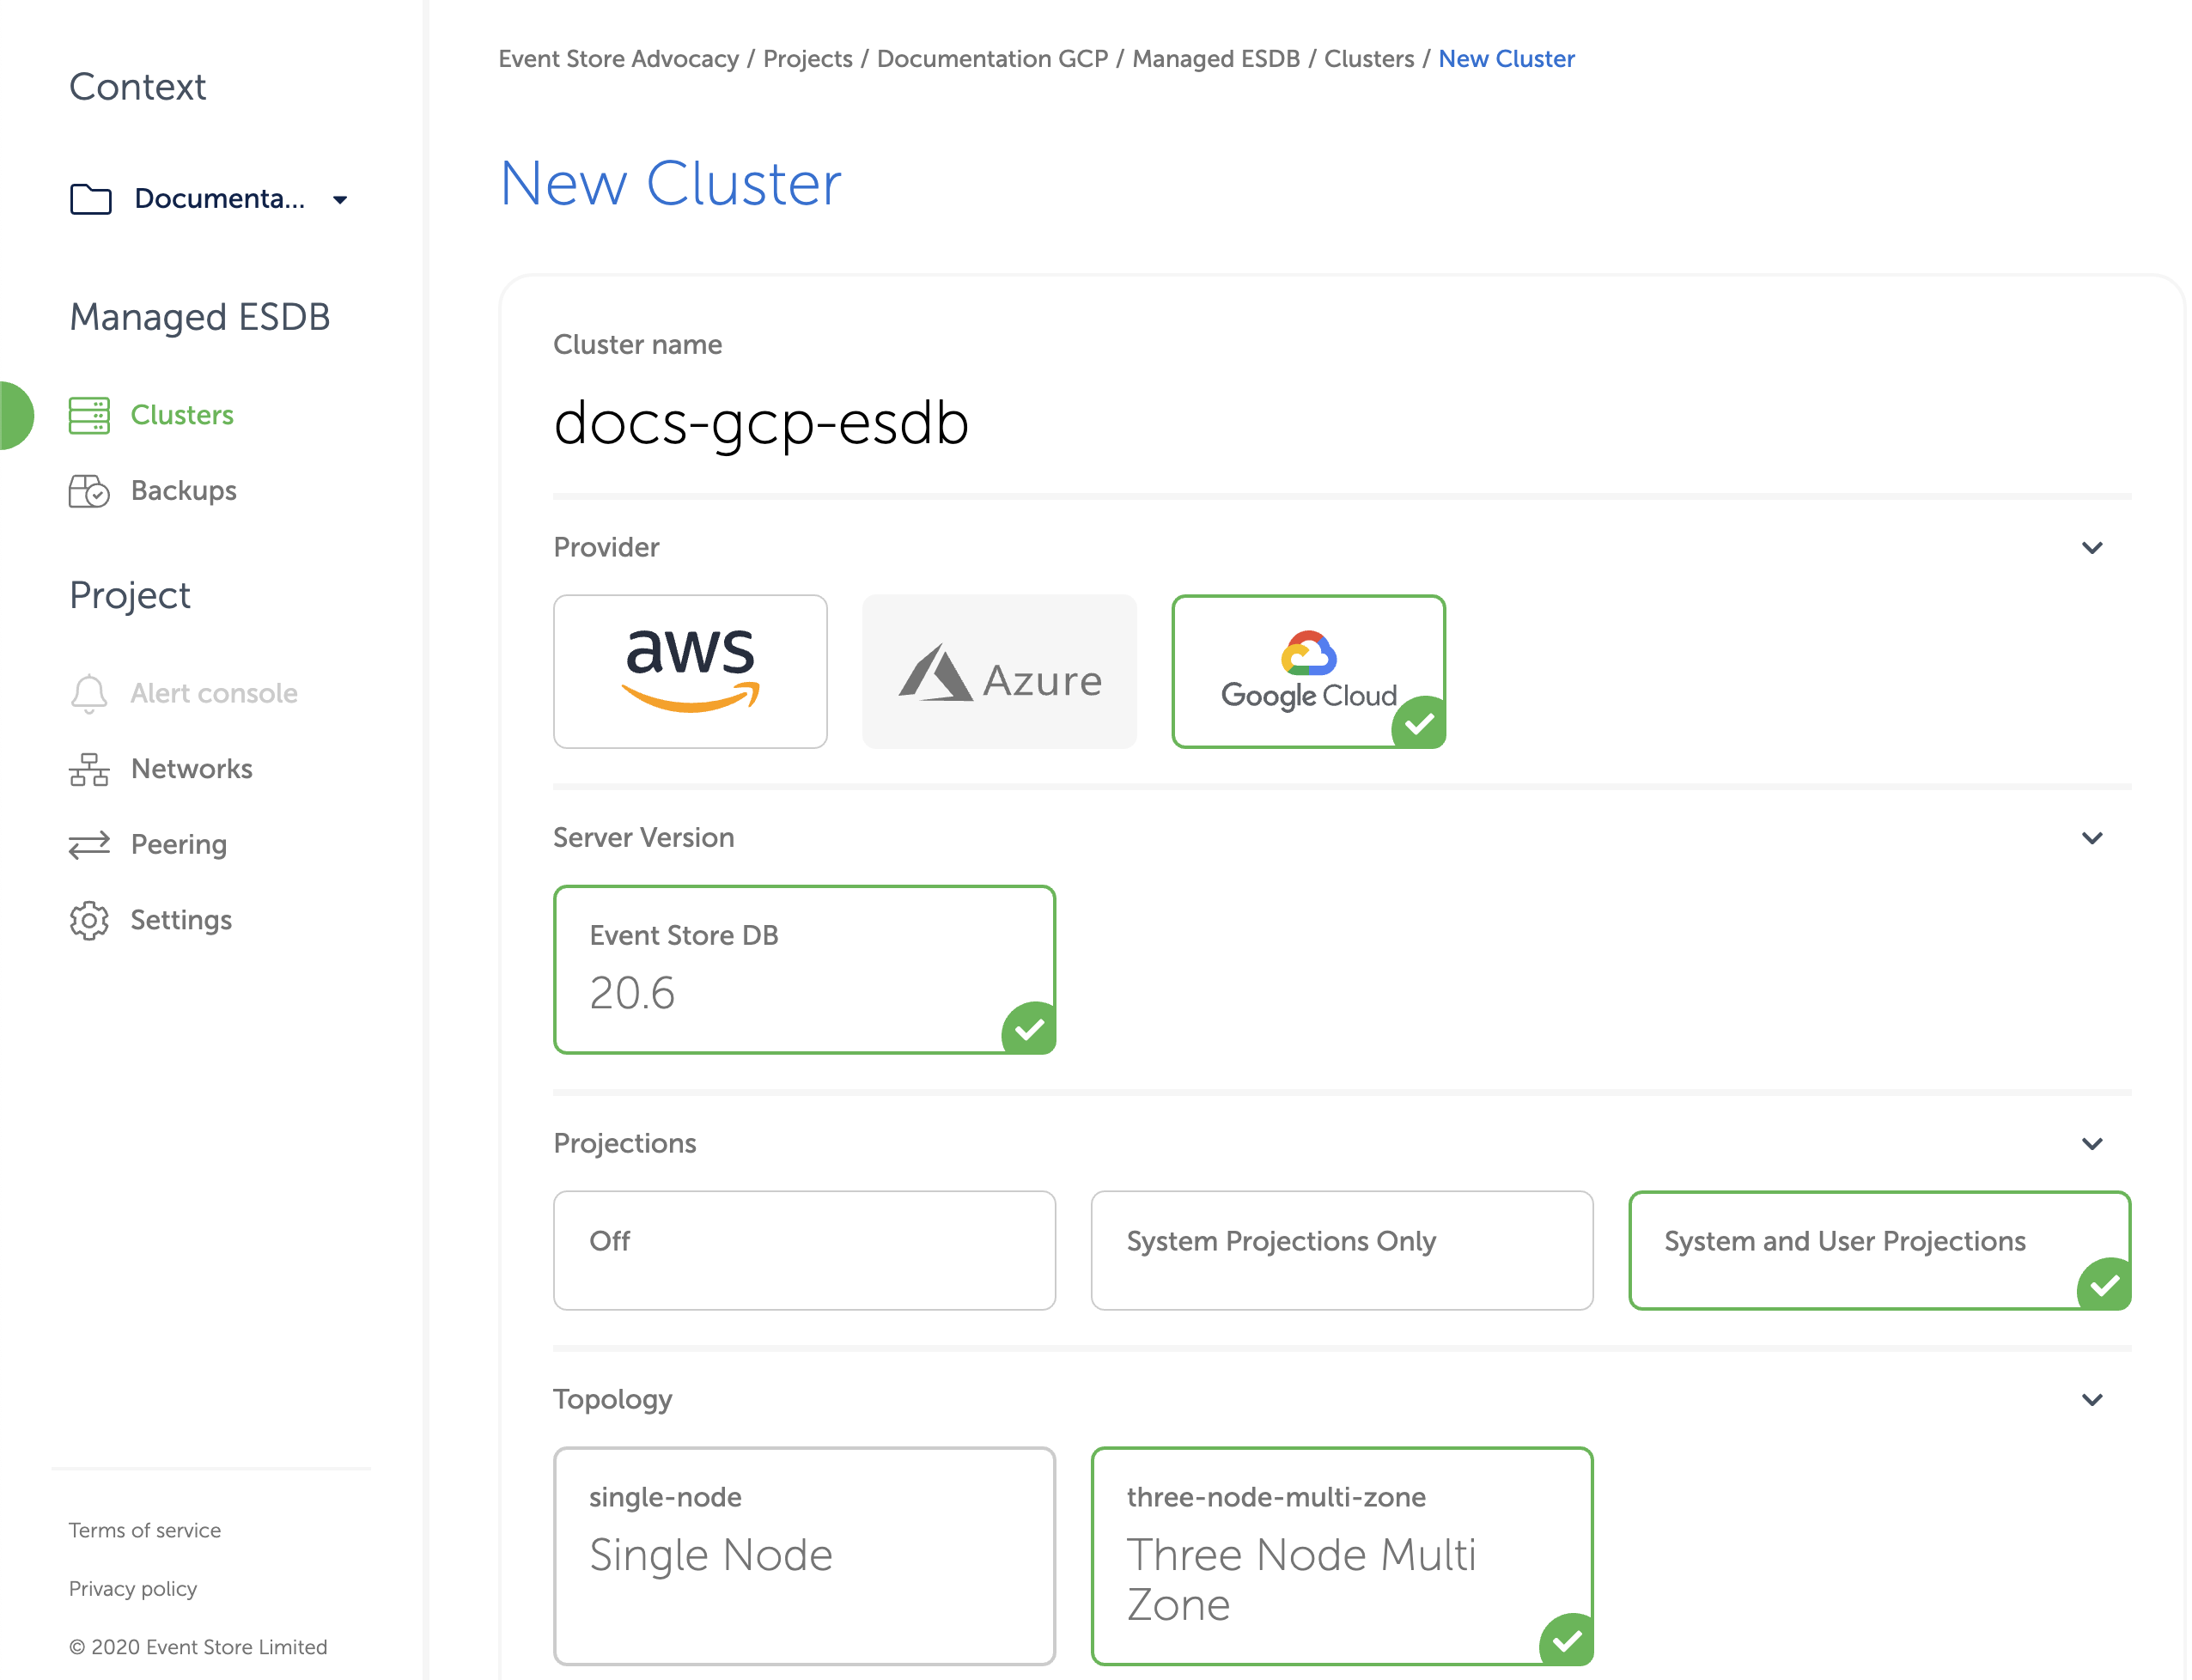 Context
Documenta...
Managed ESDB
Clusters
Backups
Project
Alert console
Networks
Peering
Settings
Terms of service
Privacy policy
© 2020 Event Store Limited
Event Store Advocacy / Projects / Documentation GCP / Managed ESDB / Clusters / New Cluster
New Cluster
Cluster name
docs-gcp-esdb
Provider
aws
Azure
Google Cloud
Server Version
Event Store DB
20.6
Projections
Off
System Projections Only
System and User Projections
Topology
single-node
Single Node
three-node-multi-zone
Three Node Multi
Zone